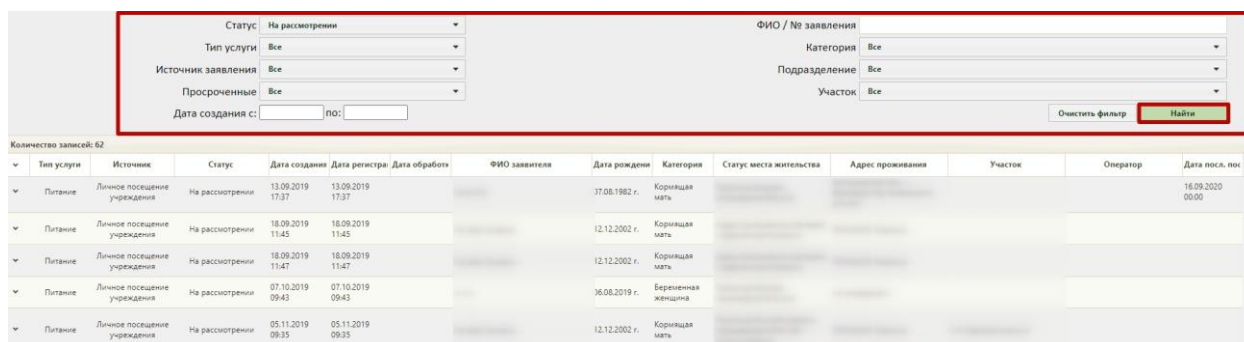 Статус На рассмотрении ФИО / № заявления
Тип услуги Все Категория Все
Источник заявления Все Подразделение Все
Просроченные Все Участок Все
Дата создания с: по: Очистить фильтр Найти
Количество записей: 62
Тип услуги Источник Статус Дата создания Дата регистра Дата обработк ФИО заявителя Дата рождени Категория Статус места жительства Адрес проживания Участок Оператор Дата посл. пос
Питание Личное посещение учреждения На рассмотрении 13.09.2019 17:37 13.09.2019 17:37 07.08.1982 г. Кормящая мать 16.09.2020 00:00
Питание Личное посещение учреждения На рассмотрении 18.09.2019 11:45 18.09.2019 11:45 12.12.2002 г. Кормящая мать
Питание Личное посещение учреждения На рассмотрении 18.09.2019 11:47 18.09.2019 11:47 12.12.2002 г. Кормящая мать
Питание Личное посещение учреждения На рассмотрении 07.10.2019 09:43 07.10.2019 09:43 06.08.2019 г. Беременная женщина
Питание Личное посещение учреждения На рассмотрении 05.11.2019 09:35 05.11.2019 09:35 12.12.2002 г. Кормящая мать